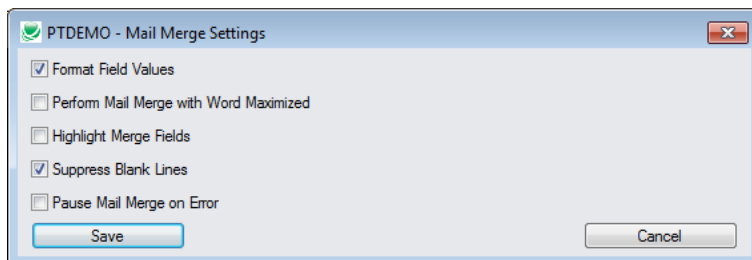 PTDEMO - Mail Merge Settings
Format Field Values
Perform Mail Merge with Word Maximized
Highlight Merge Fields
Suppress Blank Lines
Pause Mail Merge on Error
Save Cancel